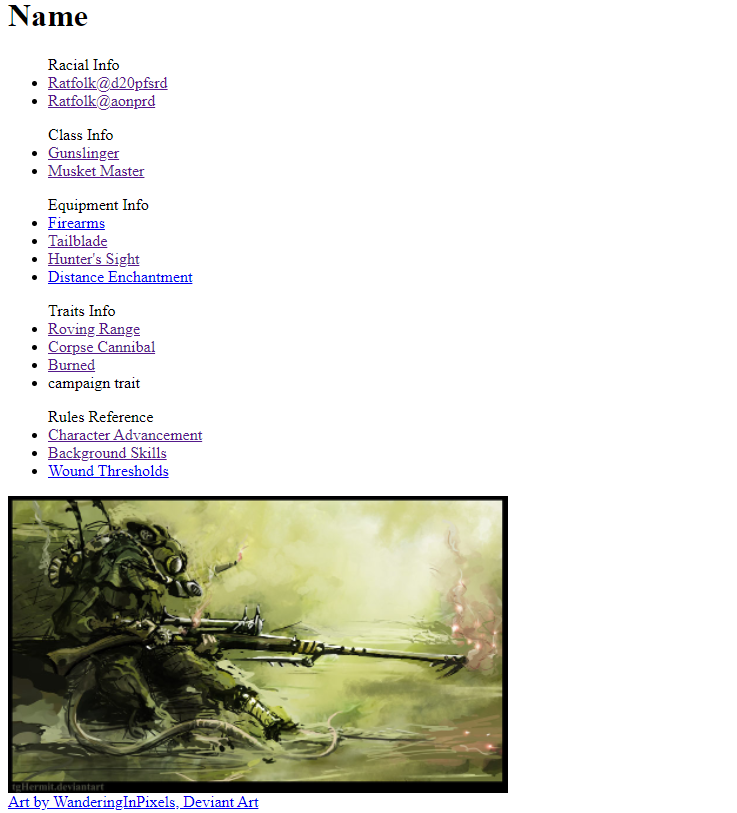 Name
Racial Info
Ratfolk@d20pfsrd
Ratfolk@aonprd
Class Info
Gunslinger
Musket Master
Equipment Info
Firearms
Tailblade
Hunter's Sight
Distance Enchantment
Traits Info
Roving Range
Corpse Cannibal
Burned
campaign trait
Rules Reference
Character Advancement
Background Skills
Wound Thresholds
tgHermit.deviantart
Art by WanderingInPixels, Deviant Art